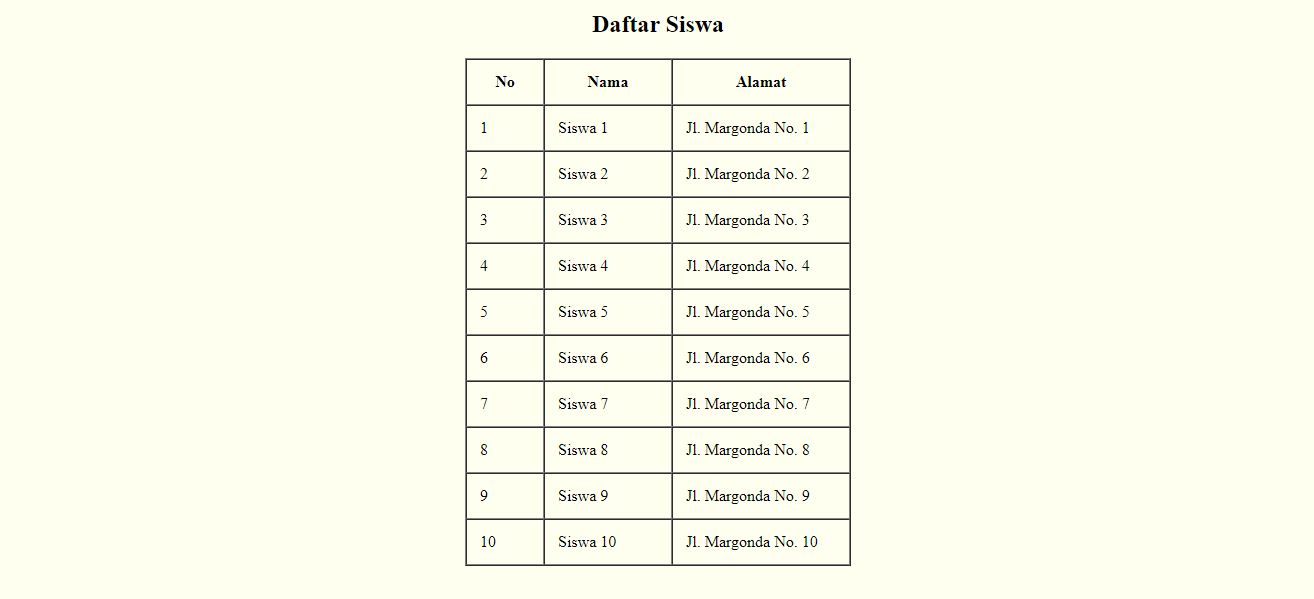 Daftar Siswa
No Nama Alamat
1 Siswa 1 Jl. Margonda No. 1
2 Siswa 2 Jl. Margonda No. 2
3 Siswa 3 Jl. Margonda No. 3
4 Siswa 4 Jl. Margonda No. 4
5 Siswa 5 Jl. Margonda No. 5
6 Siswa 6 Jl. Margonda No. 6
7 Siswa 7 Jl. Margonda No. 7
8 Siswa 8 Jl. Margonda No. 8
9 Siswa 9 Jl. Margonda No. 9
10 Siswa 10 Jl. Margonda No. 10